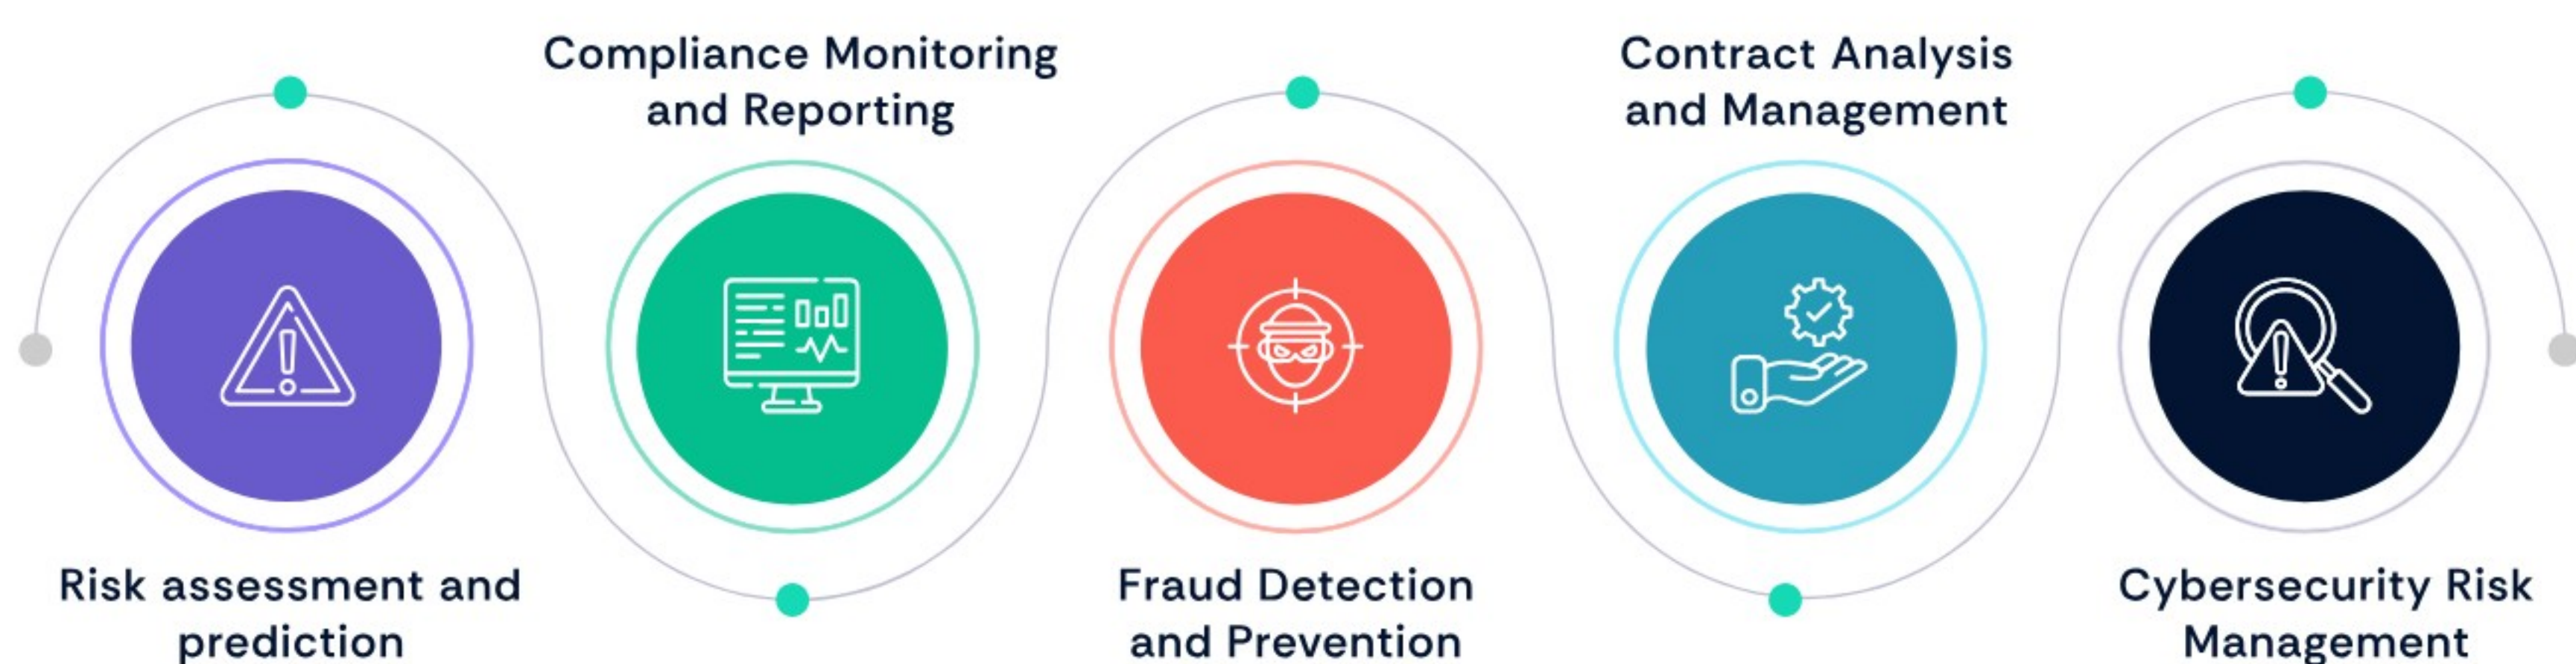 Risk assessment and
prediction
Compliance Monitoring
and Reporting
Fraud Detection
and Prevention
Contract Analysis
and Management
Cybersecurity Risk
Management